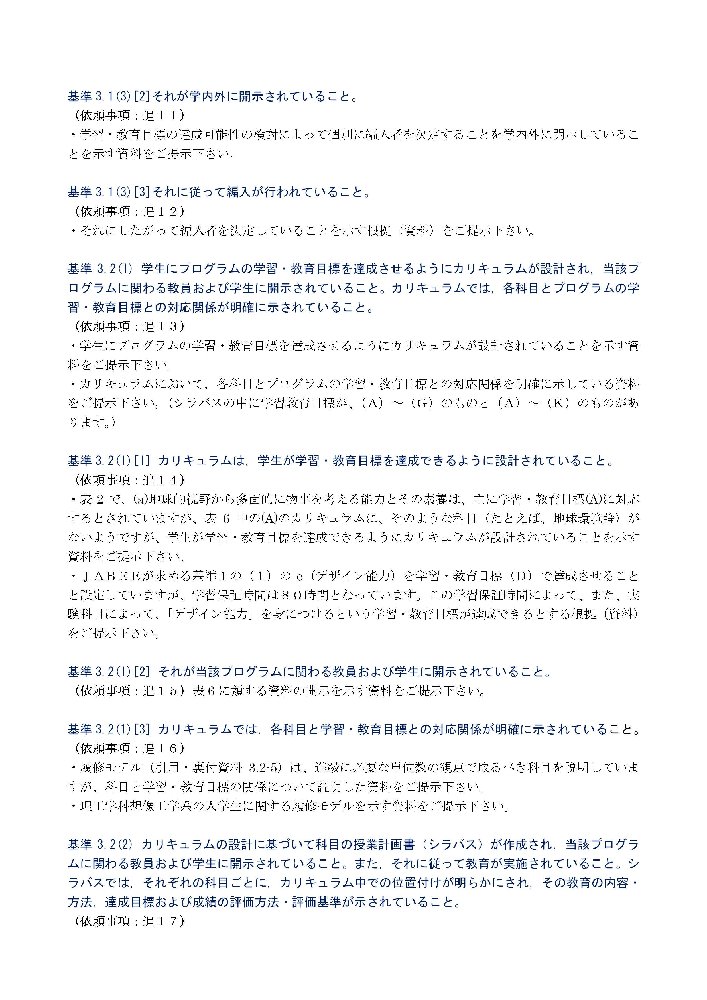 基準 3.1(3)[2]それが学内外に開示されていること。
（依頼事項：追１１）
・学習・教育目標の達成可能性の検討によって個別に編入者を決定することを学内外に開示しているこ
とを示す資料をご提示下さい。
基準 3.1(3)[3]それに従って編入が行われていること。
（依頼事項：追１２）
・それにしたがって編入者を決定していることを示す根拠（資料）をご提示下さい。
基準 3.2(1) 学生にプログラムの学習・教育目標を達成させるようにカリキュラムが設計され，当該プ
ログラムに関わる教員および学生に開示されていること。カリキュラムでは，各科目とプログラムの学
習・教育目標との対応関係が明確に示されていること。
（依頼事項：追１３）
・学生にプログラムの学習・教育目標を達成させるようにカリキュラムが設計されていることを示す資
料をご提示下さい。
・カリキュラムにおいて，各科目とプログラムの学習・教育目標との対応関係を明確に示している資料
をご提示下さい。（シラバスの中に学習教育目標が、（A）～（G）のものと（A）～（K）のものがあ
ります。）
基準 3.2(1)[1] カリキュラムは，学生が学習・教育目標を達成できるように設計されていること。
（依頼事項：追１４）
・表 2 で、(a)地球的視野から多面的に物事を考える能力とその素養は、主に学習・教育目標(A)に対応
するとされていますが、表 6 中の(A)のカリキュラムに、そのような科目（たとえば、地球環境論）が
ないようですが、学生が学習・教育目標を達成できるようにカリキュラムが設計されていることを示す
資料をご提示下さい。
・ＪＡＢＥＥが求める基準１の（１）の e（デザイン能力）を学習・教育目標（D）で達成させること
と設定していますが、学習保証時間は８０時間となっています。この学習保証時間によって、また、実
験科目によって、「デザイン能力」を身につけるという学習・教育目標が達成できるとする根拠（資料）
をご提示下さい。
基準 3.2(1)[2] それが当該プログラムに関わる教員および学生に開示されていること。
（依頼事項：追１５）表６に類する資料の開示を示す資料をご提示下さい。
基準 3.2(1)[3] カリキュラムでは，各科目と学習・教育目標との対応関係が明確に示されていること。
（依頼事項：追１６）
・履修モデル（引用・裏付資料 3.2-5）は、進級に必要な単位数の観点で取るべき科目を説明していま
すが、科目と学習・教育目標の関係について説明した資料をご提示下さい。
・理工学科想像工学系の入学生に関する履修モデルを示す資料をご提示下さい。
基準 3.2(2) カリキュラムの設計に基づいて科目の授業計画書（シラバス）が作成され，当該プログラ
ムに関わる教員および学生に開示されていること。また，それに従って教育が実施されていること。シ
ラバスでは，それぞれの科目ごとに，カリキュラム中での位置付けが明らかにされ，その教育の内容・
方法，達成目標および成績の評価方法・評価基準が示されていること。
（依頼事項：追１７）